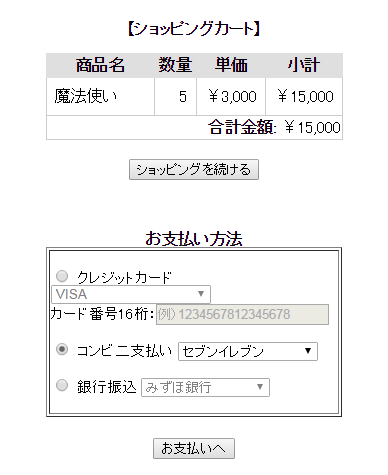 【ショッピングカート】
商品名 数量 単価 小計
魔法使い 5 ￥3,000 ￥15,000
合計金額: ￥15,000
ショッピングを続ける
お支払い方法
クレジットカード
VISA
カード番号16桁: 例）1234567812345678
コンビニ支払い セブンイレブン
銀行振込 みずほ銀行
お支払いへ